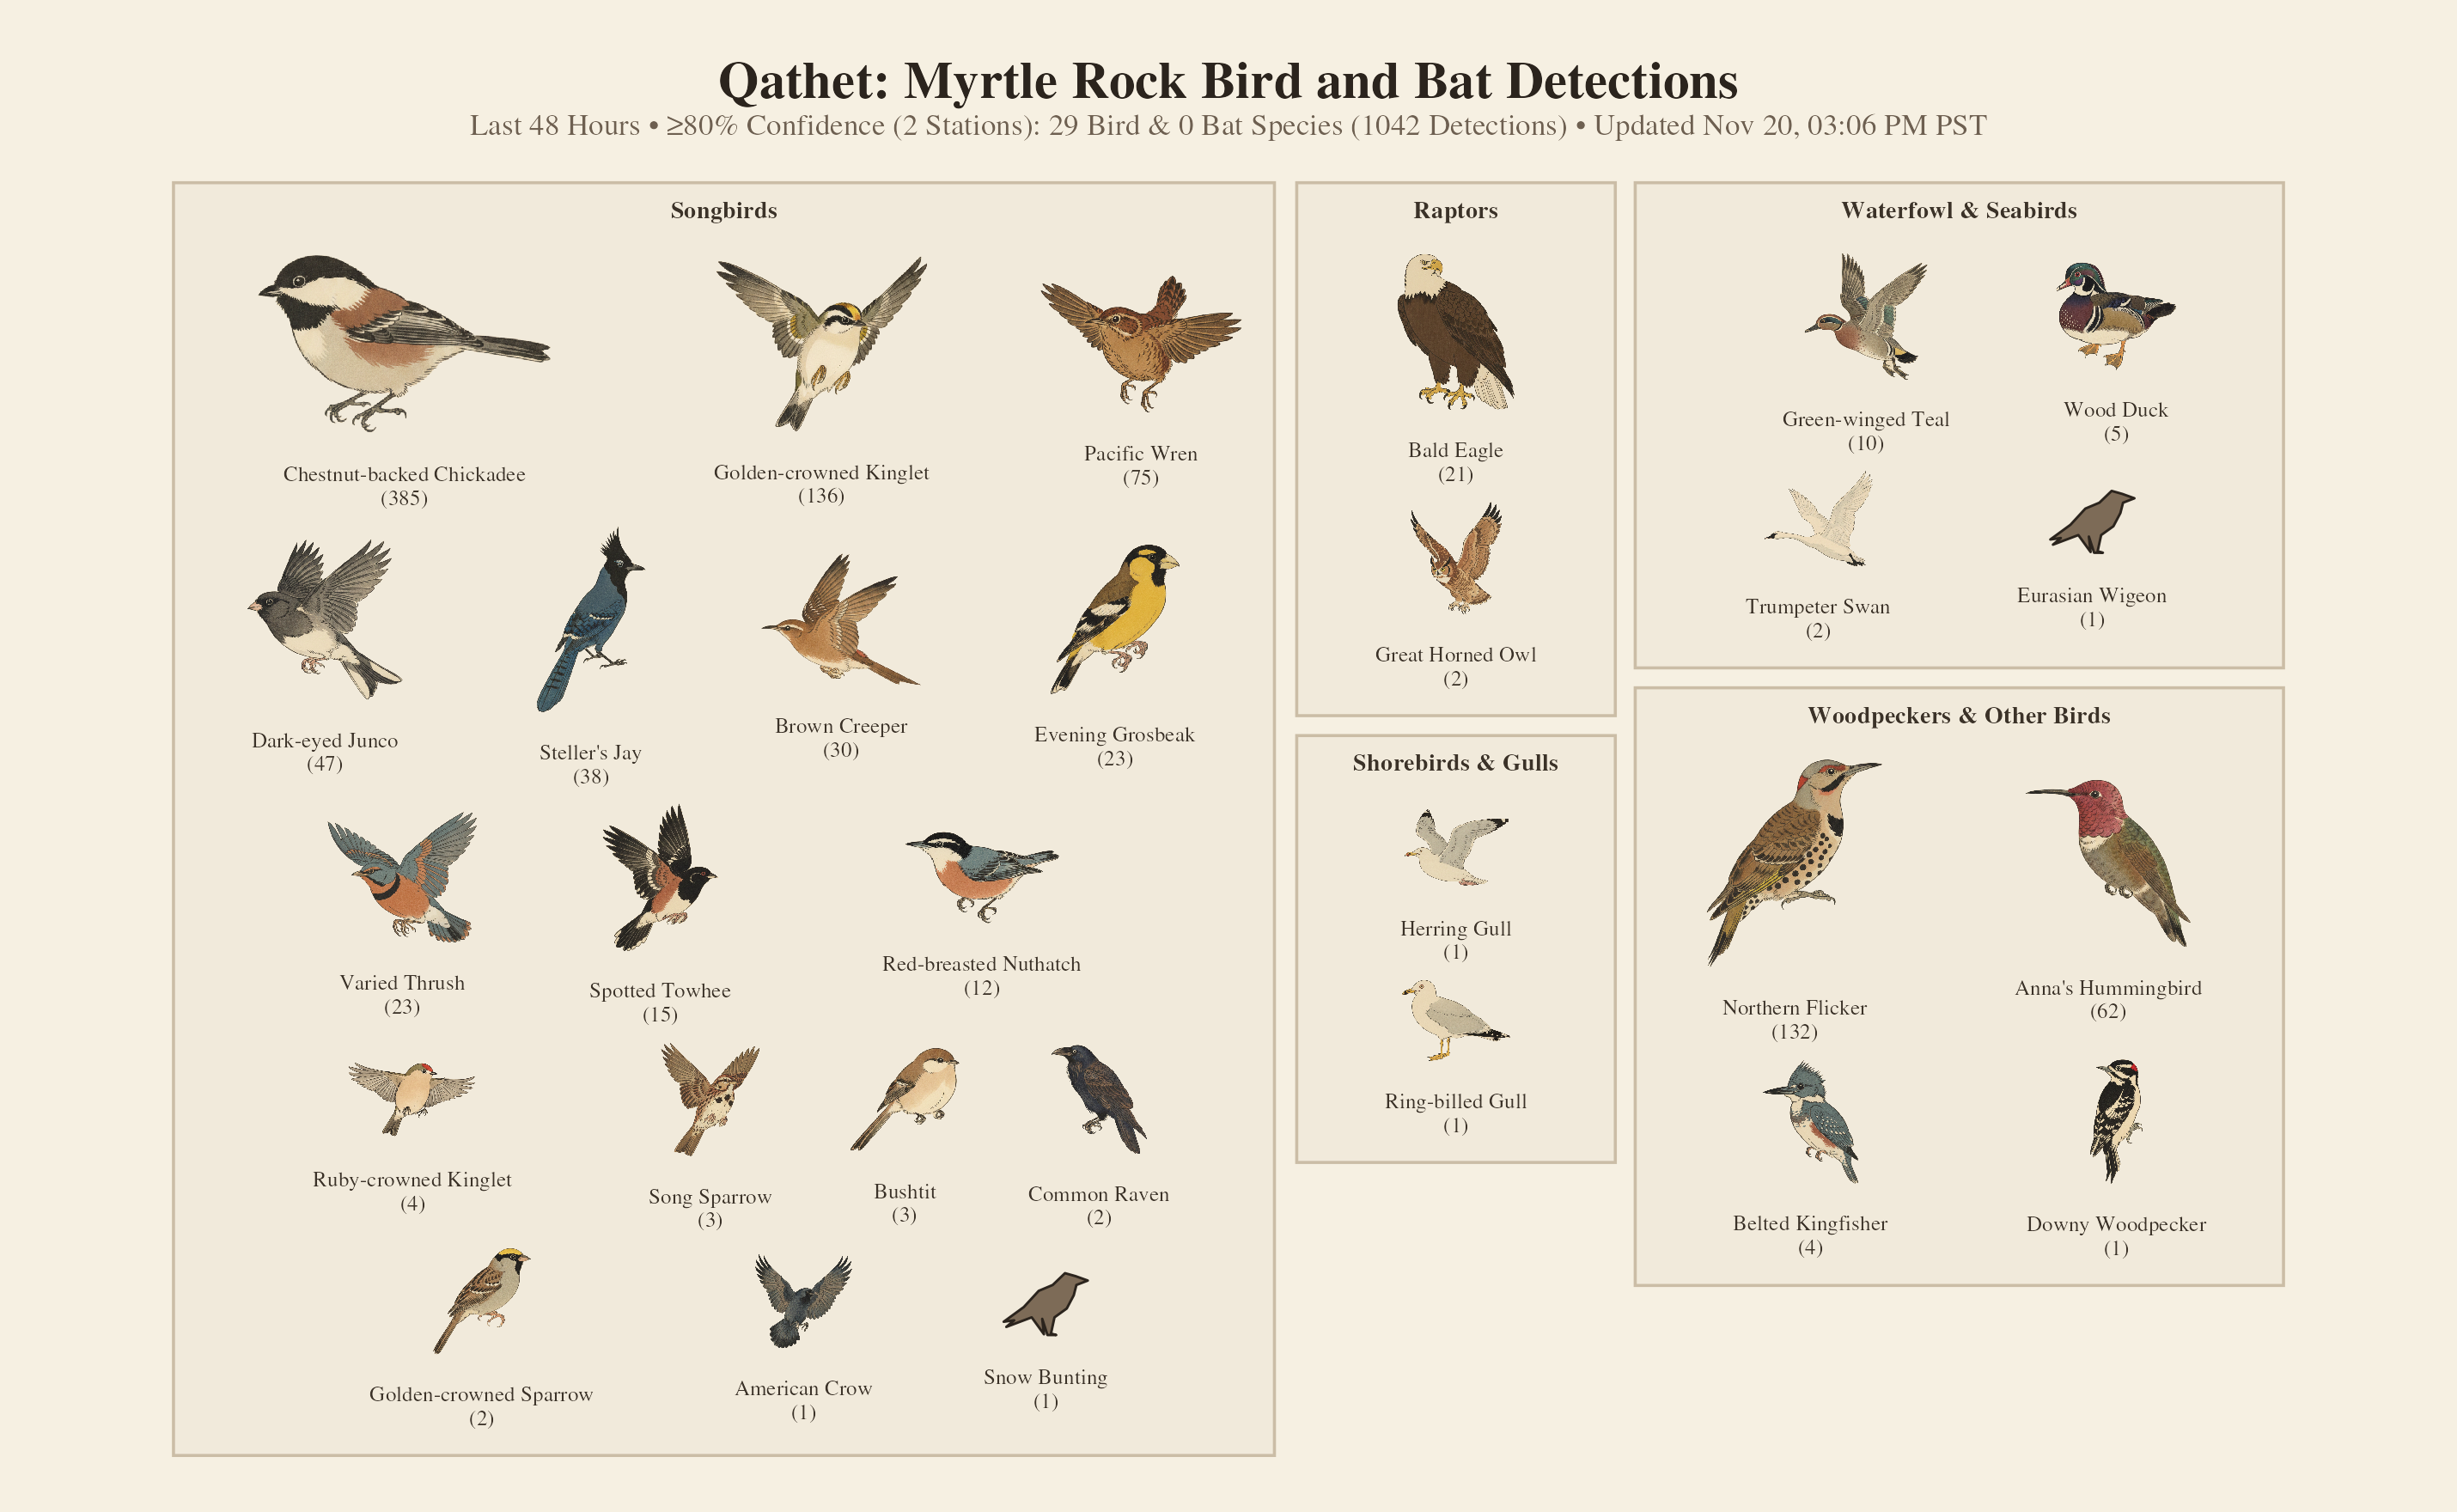 Qathet: Myrtle Rock Bird and Bat Detections
Last 48 Hours • ≥80% Confidence (2 Stations): 29 Bird & 0 Bat Species (1042 Detections) • Updated Nov 20, 03:06 PM PST
Songbirds
Chestnut-backed Chickadee
(385)
Golden-crowned Kinglet
(136)
Pacific Wren
(75)
Dark-eyed Junco
(47)
Steller's Jay
(38)
Brown Creeper
(30)
Evening Grosbeak
(23)
Varied Thrush
(23)
Spotted Towhee
(15)
Red-breasted Nuthatch
(12)
Ruby-crowned Kinglet
(4)
Song Sparrow
(3)
Bushtit
(3)
Common Raven
(2)
Golden-crowned Sparrow
(2)
American Crow
(1)
Snow Bunting
(1)
Raptors
Bald Eagle
(21)
Great Horned Owl
(2)
Shorebirds & Gulls
Herring Gull
(1)
Ring-billed Gull
(1)
Waterfowl & Seabirds
Green-winged Teal
(10)
Wood Duck
(5)
Trumpeter Swan
(2)
Eurasian Wigeon
(1)
Woodpeckers & Other Birds
Northern Flicker
(132)
Anna's Hummingbird
(62)
Belted Kingfisher
(4)
Downy Woodpecker
(1)